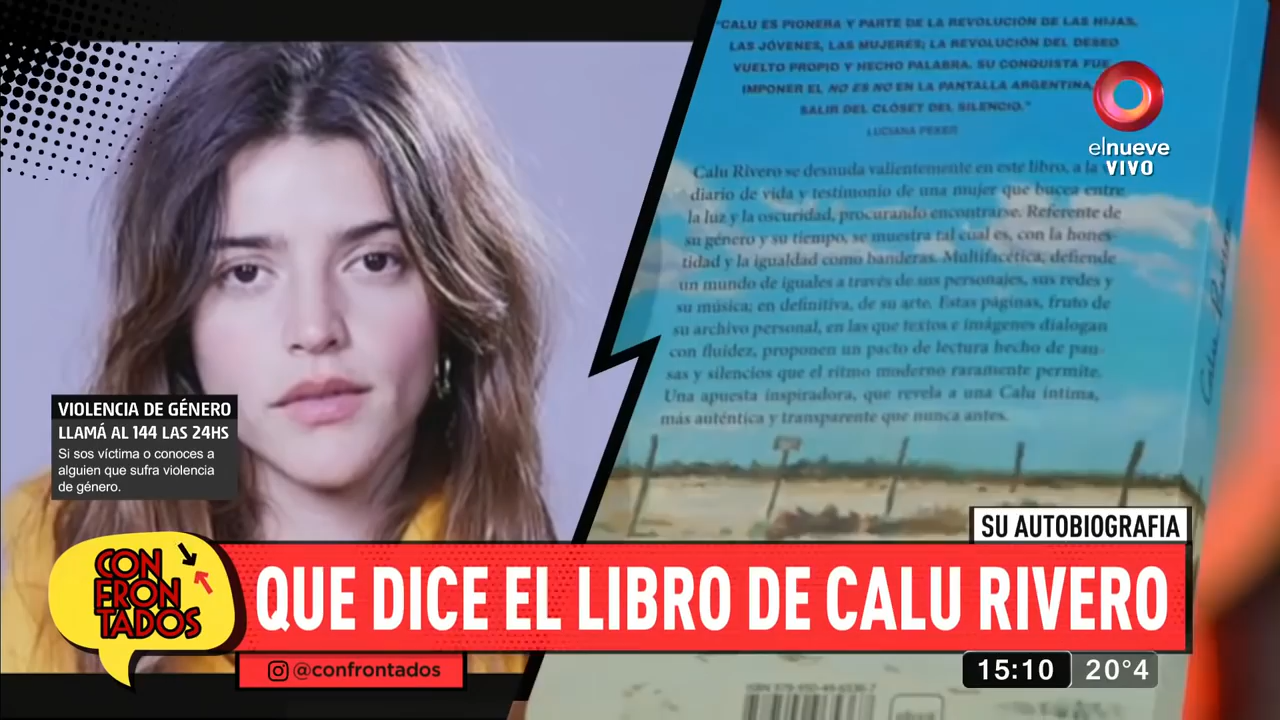 "CALU ES PIONERA Y PARTE DE LA REVOLUCIÓN DE LAS HIJAS,
LAS JÓVENES, LAS MUJERES; LA REVOLUCIÓN DEL DESEO
VUELTO PROPIO Y HECHO PALABRA. SU CONQUISTA FUE
IMPONER EL NO ES NO EN LA PANTALLA ARGENTINA,
SALIR DEL CLÓSET DEL SILENCIO."
LUCIANA PEKER
elnueve
VIVO
Calu Rivero se desnuda valientemente en este libro, a la
diario de vida y testimonio de una mujer que bucea entre
la luz y la oscuridad, procurando encontrarse. Referente de
su género y su tiempo, se muestra tal cual es, con la hones-
tidad y la igualdad como banderas. Multifacética, defiende
un mundo de iguales a través de sus personajes, sus redes y
su música; en definitiva, de su arte. Estas páginas, fruto de
su archivo personal, en las que textos e imágenes dialogan
con fluidez, proponen un pacto de lectura hecho de pau-
sas y silencios que el ritmo moderno raramente permite.
Una apuesta inspiradora, que revela a una Calu íntima,
más auténtica y transparente que nunca antes.
Calu Rivero
VIOLENCIA DE GÉNERO
LLAMÁ AL 144 LAS 24HS
Si sos víctima o conoces a
alguien que sufra violencia
de género.
SU AUTOBIOGRAFIA
CON
FRON
TADOS
QUE DICE EL LIBRO DE CALU RIVERO
@confrontados
15:10 20°4